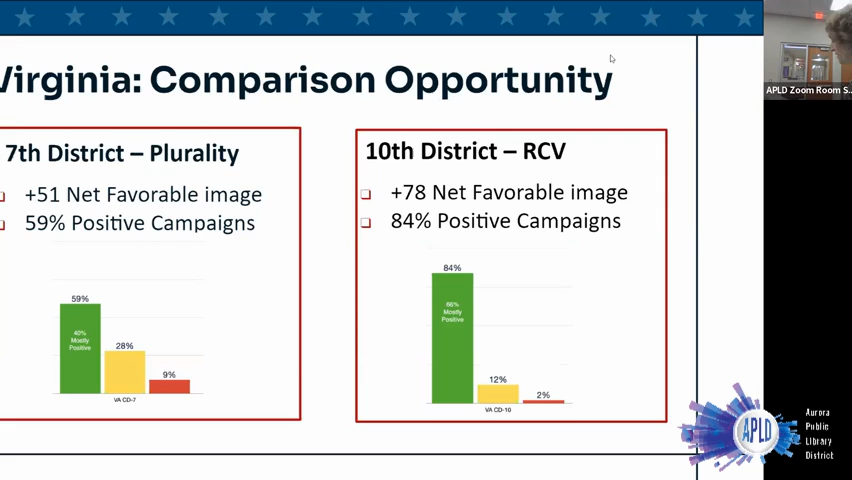 Virginia: Comparison Opportunity
7th District – Plurality
+51 Net Favorable image
59% Positive Campaigns
59%
40%
Mostly
Positive
28%
9%
VA CD-7
10th District – RCV
+78 Net Favorable image
84% Positive Campaigns
84%
66%
Mostly
Positive
12%
2%
VA CD-10
APLD Zoom Room S...
APLD
Aurora
Public
Library
District